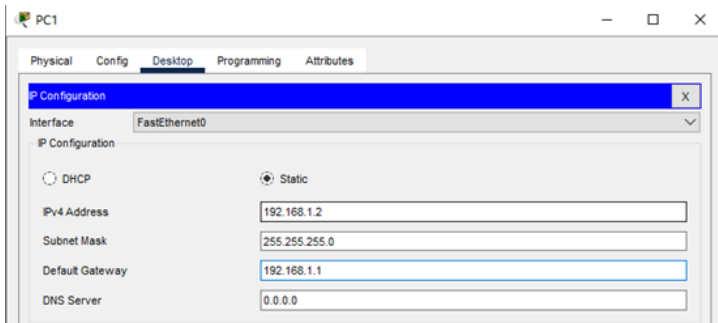 PC1
Physical Config Desktop Programming Attributes
IP Configuration X
Interface FastEthernet0
IP Configuration
DHCP Static
IPv4 Address 192.168.1.2
Subnet Mask 255.255.255.0
Default Gateway 192.168.1.1
DNS Server 0.0.0.0